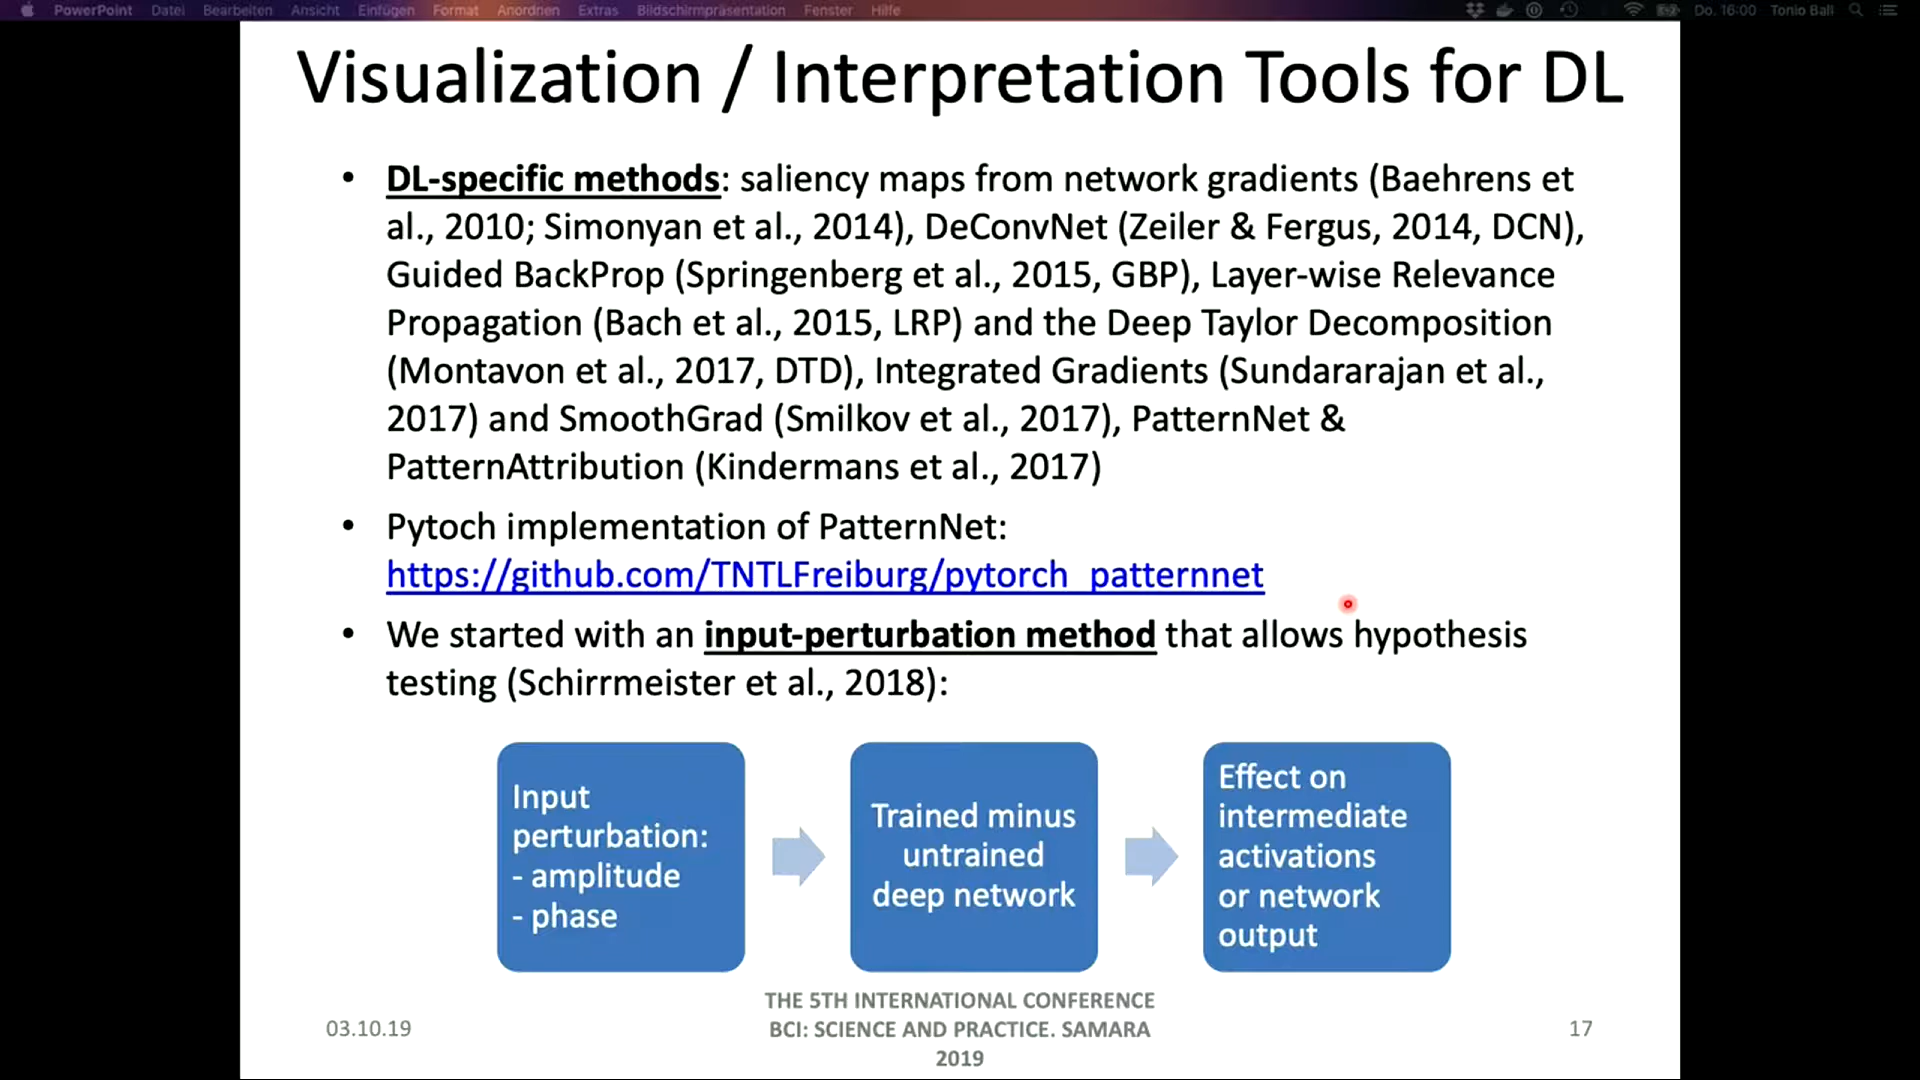 PowerPoint Datei Bearbeiten Ansicht Einfügen Format Anordnen Extras Bildschirmpräsentation Fenster Hilfe Do. 16:00 Tonio Ball
Visualization / Interpretation Tools for DL
• DL-specific methods: saliency maps from network gradients (Baehrens et
al., 2010; Simonyan et al., 2014), DeConvNet (Zeiler & Fergus, 2014, DCN),
Guided BackProp (Springenberg et al., 2015, GBP), Layer-wise Relevance
Propagation (Bach et al., 2015, LRP) and the Deep Taylor Decomposition
(Montavon et al., 2017, DTD), Integrated Gradients (Sundararajan et al.,
2017) and SmoothGrad (Smilkov et al., 2017), PatternNet &
PatternAttribution (Kindermans et al., 2017)
• Pytoch implementation of PatternNet:
https://github.com/TNTLFreiburg/pytorch_patternnet
• We started with an input-perturbation method that allows hypothesis
testing (Schirrmeister et al., 2018):
Input
perturbation:
- amplitude
- phase
Trained minus
untrained
deep network
Effect on
intermediate
activations
or network
output
03.10.19
THE 5TH INTERNATIONAL CONFERENCE
BCI: SCIENCE AND PRACTICE. SAMARA
2019
17